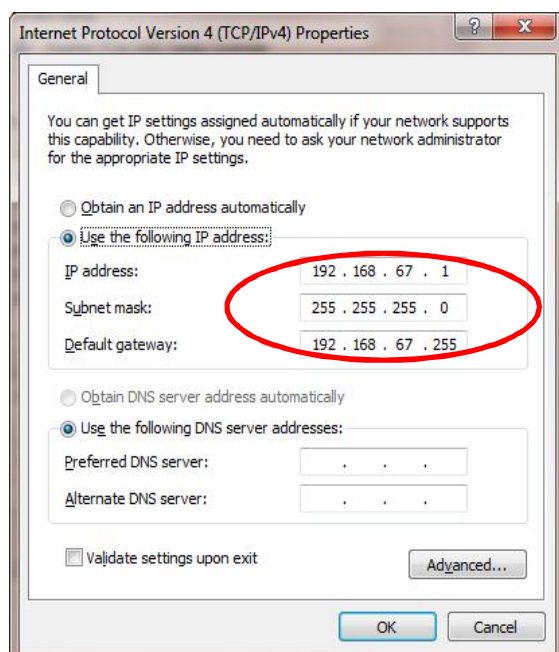 Internet Protocol Version 4 (TCP/IPv4) Properties
?
x
General
You can get IP settings assigned automatically if your network supports
this capability. Otherwise, you need to ask your network administrator
for the appropriate IP settings.
Obtain an IP address automatically
Use the following IP address:
IP address: 192 . 168 . 67 . 1
Subnet mask: 255 . 255 . 255 . 0
Default gateway: 192 . 168 . 67 . 255
Obtain DNS server address automatically
Use the following DNS server addresses:
Preferred DNS server: . . .
Alternate DNS server: . . .
Validate settings upon exit
Advanced...
OK Cancel